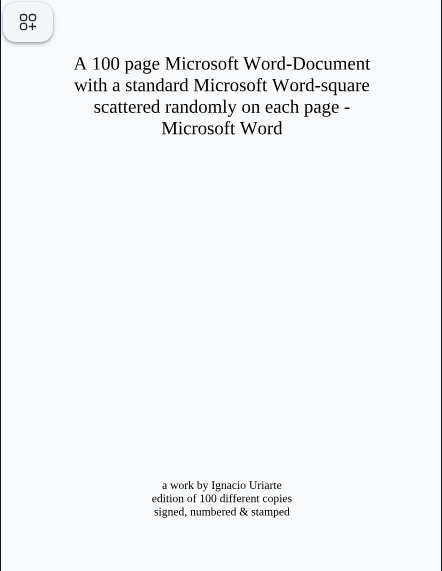 A 100 page Microsoft Word-Document
with a standard Microsoft Word-square
scattered randomly on each page -
Microsoft Word
a work by Ignacio Uriarte
edition of 100 different copies
signed, numbered & stamped